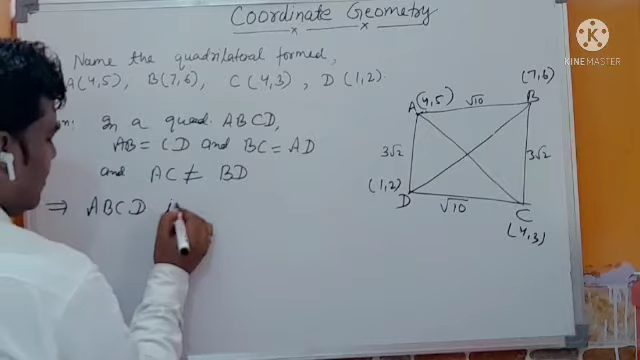 Coordinate Geometry
Name the quadrilateral formed,
A(4,5), B(7,6), C(4,3), D(1,2).
In a quad. ABCD,
AB = CD and BC = AD
and AC ≠ BD
⇒ ABCD is
A(4,5)
√10
(7,6)
B
3√2
3√2
(1,2)
D
√10
C
(4,3)
KINEMASTER